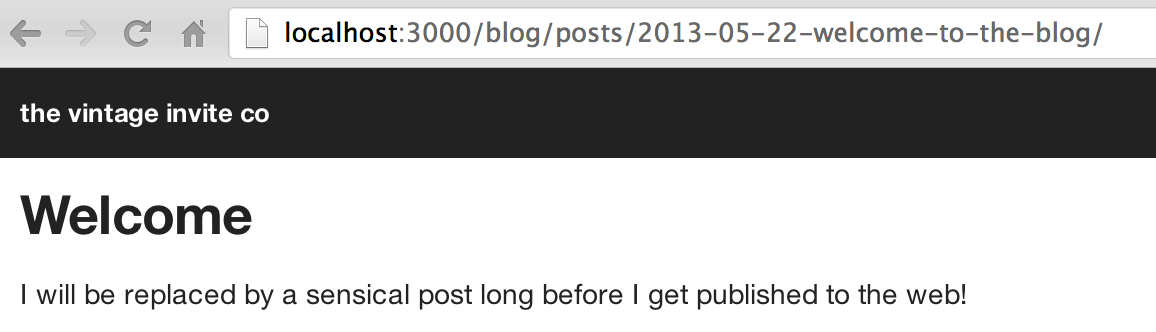 localhost:3000/blog/posts/2013-05-22-welcome-to-the-blog/
the vintage invite co
Welcome
I will be replaced by a sensical post long before I get published to the web!